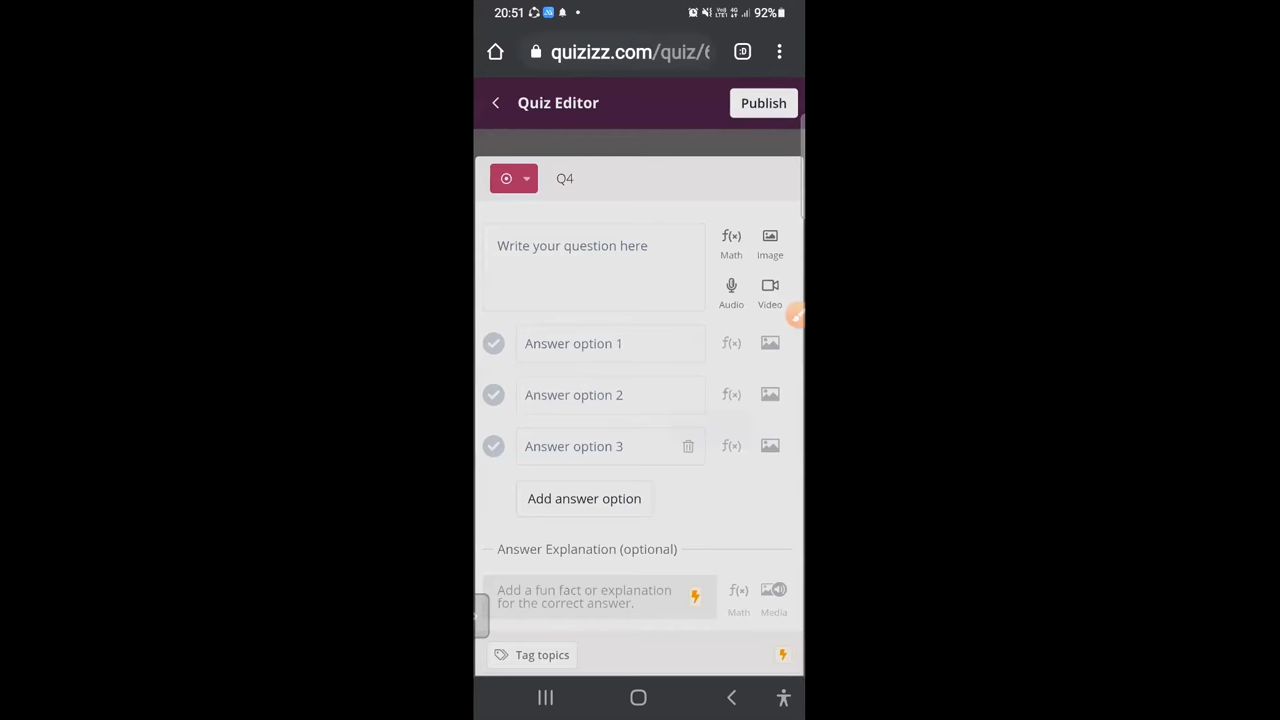 20:51 92%
quizizz.com/quiz/6 :D
Quiz Editor Publish
Q4
Write your question here
f(x) Math Image
Audio Video
Answer option 1 f(x)
Answer option 2 f(x)
Answer option 3 f(x)
Add answer option
Answer Explanation (optional)
Add a fun fact or explanation
for the correct answer.
f(x) Math Media
Tag topics